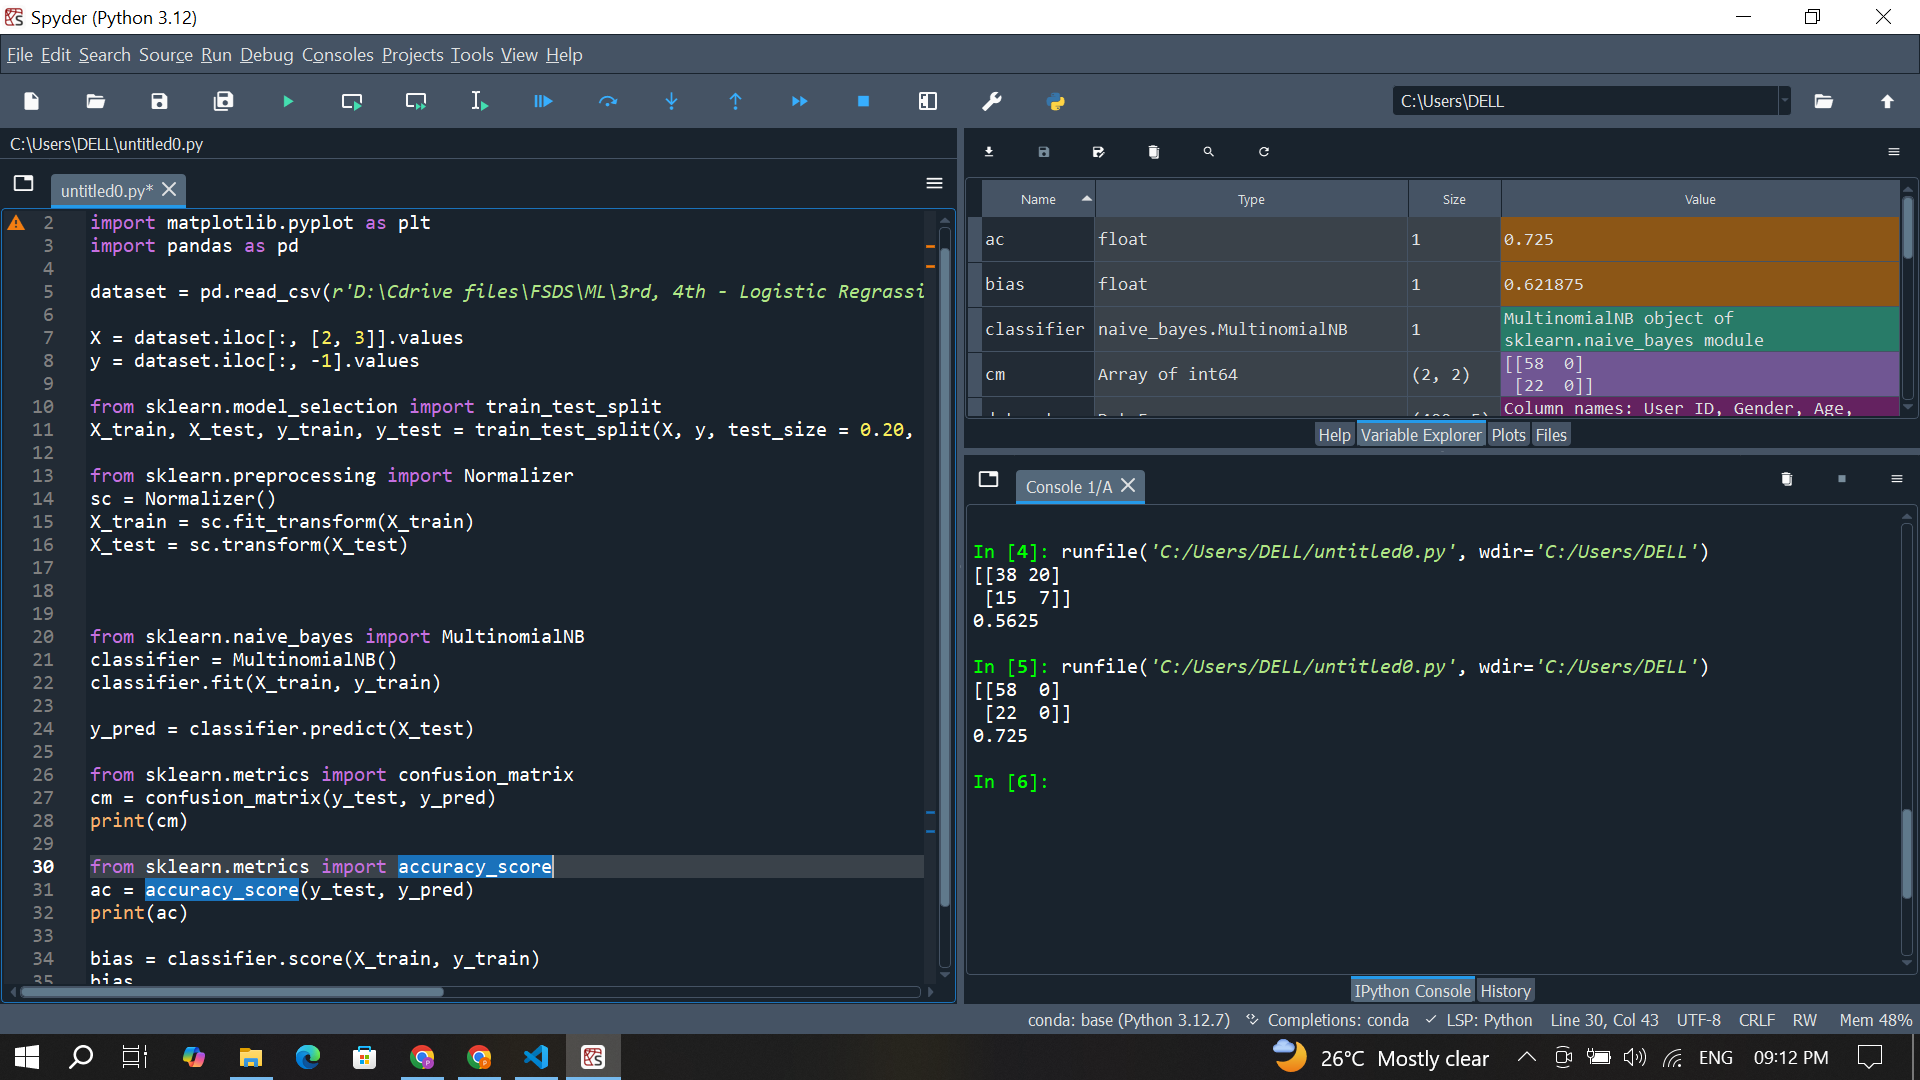 Spyder (Python 3.12)
File Edit Search Source Run Debug Consoles Projects Tools View Help
C:\Users\DELL
C:\Users\DELL\untitled0.py
untitled0.py*
2 import matplotlib.pyplot as plt
3 import pandas as pd
4
5 dataset = pd.read_csv(r'D:\Cdrive files\FSDS\ML\3rd, 4th - Logistic Regrassi
6
7 X = dataset.iloc[:, [2, 3]].values
8 y = dataset.iloc[:, -1].values
9
10 from sklearn.model_selection import train_test_split
11 X_train, X_test, y_train, y_test = train_test_split(X, y, test_size = 0.20,
12
13 from sklearn.preprocessing import Normalizer
14 sc = Normalizer()
15 X_train = sc.fit_transform(X_train)
16 X_test = sc.transform(X_test)
17
18
19
20 from sklearn.naive_bayes import MultinomialNB
21 classifier = MultinomialNB()
22 classifier.fit(X_train, y_train)
23
24 y_pred = classifier.predict(X_test)
25
26 from sklearn.metrics import confusion_matrix
27 cm = confusion_matrix(y_test, y_pred)
28 print(cm)
29
30 from sklearn.metrics import accuracy_score
31 ac = accuracy_score(y_test, y_pred)
32 print(ac)
33
34 bias = classifier.score(X_train, y_train)
35 bias
Name Type Size Value
ac float 1 0.725
bias float 1 0.621875
classifier naive_bayes.MultinomialNB 1 MultinomialNB object of
sklearn.naive_bayes module
cm Array of int64 (2, 2) [[58 0]
[22 0]]
Column names: User ID, Gender, Age,
Help Variable Explorer Plots Files
Console 1/A
In [4]: runfile('C:/Users/DELL/untitled0.py', wdir='C:/Users/DELL')
[[38 20]
[15 7]]
0.5625
In [5]: runfile('C:/Users/DELL/untitled0.py', wdir='C:/Users/DELL')
[[58 0]
[22 0]]
0.725
In [6]:
IPython Console History
conda: base (Python 3.12.7) Completions: conda LSP: Python Line 30, Col 43 UTF-8 CRLF RW Mem 48%
26°C Mostly clear ENG 09:12 PM